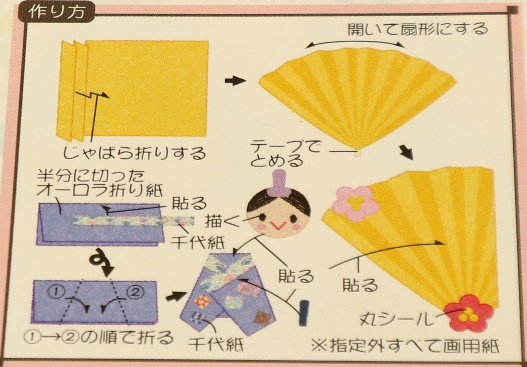 作り方
開いて扇形にする
じゃばら折りする
テープで
とめる
半分に切った
オーロラ折り紙
貼る
千代紙
描く
貼る
貼る
① ②
①→②の順で折る
千代紙
丸シール
※指定外すべて画用紙